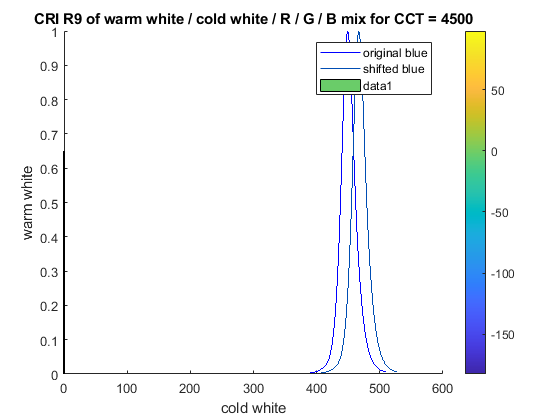 CRI R9 of warm white / cold white / R / G / B mix for CCT = 4500
original blue
shifted blue
data1
1
0.9
0.8
0.7
0.6
0.5
0.4
0.3
0.2
0.1
0
warm white
0 100 200 300 400 500 600
cold white
50
0
-50
-100
-150